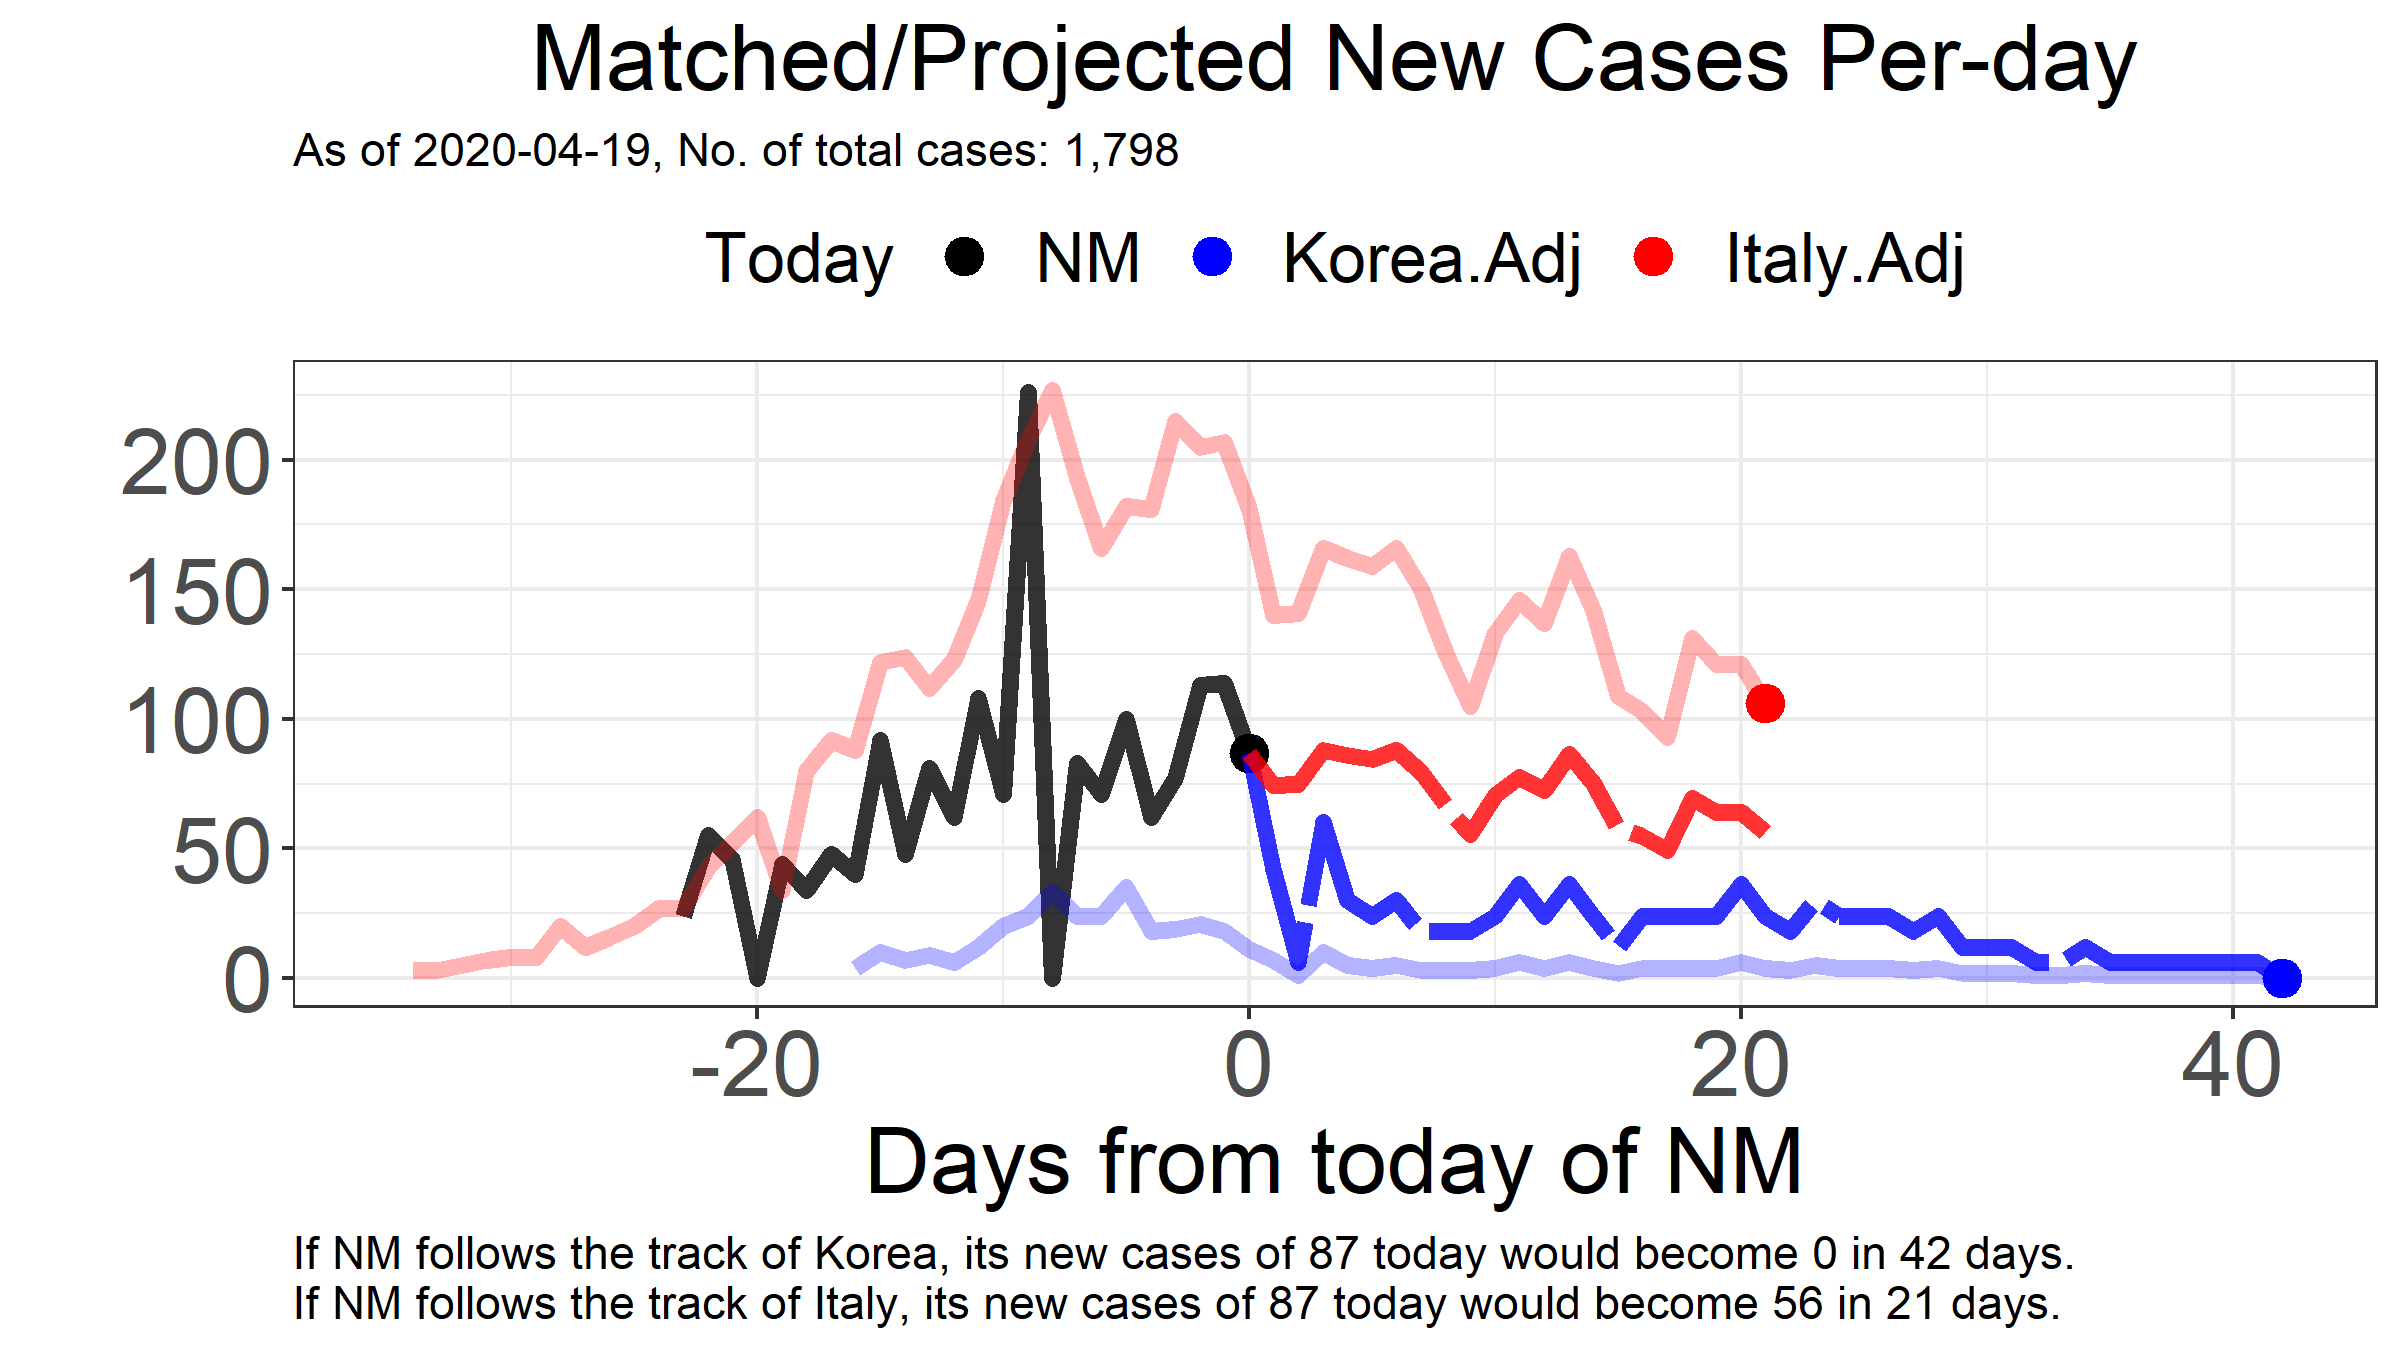 Matched/Projected New Cases Per-day
As of 2020-04-19, No. of total cases: 1,798
Today NM Korea.Adj Italy.Adj
200
150
100
50
0
-20 0 20 40
Days from today of NM
If NM follows the track of Korea, its new cases of 87 today would become 0 in 42 days.
If NM follows the track of Italy, its new cases of 87 today would become 56 in 21 days.